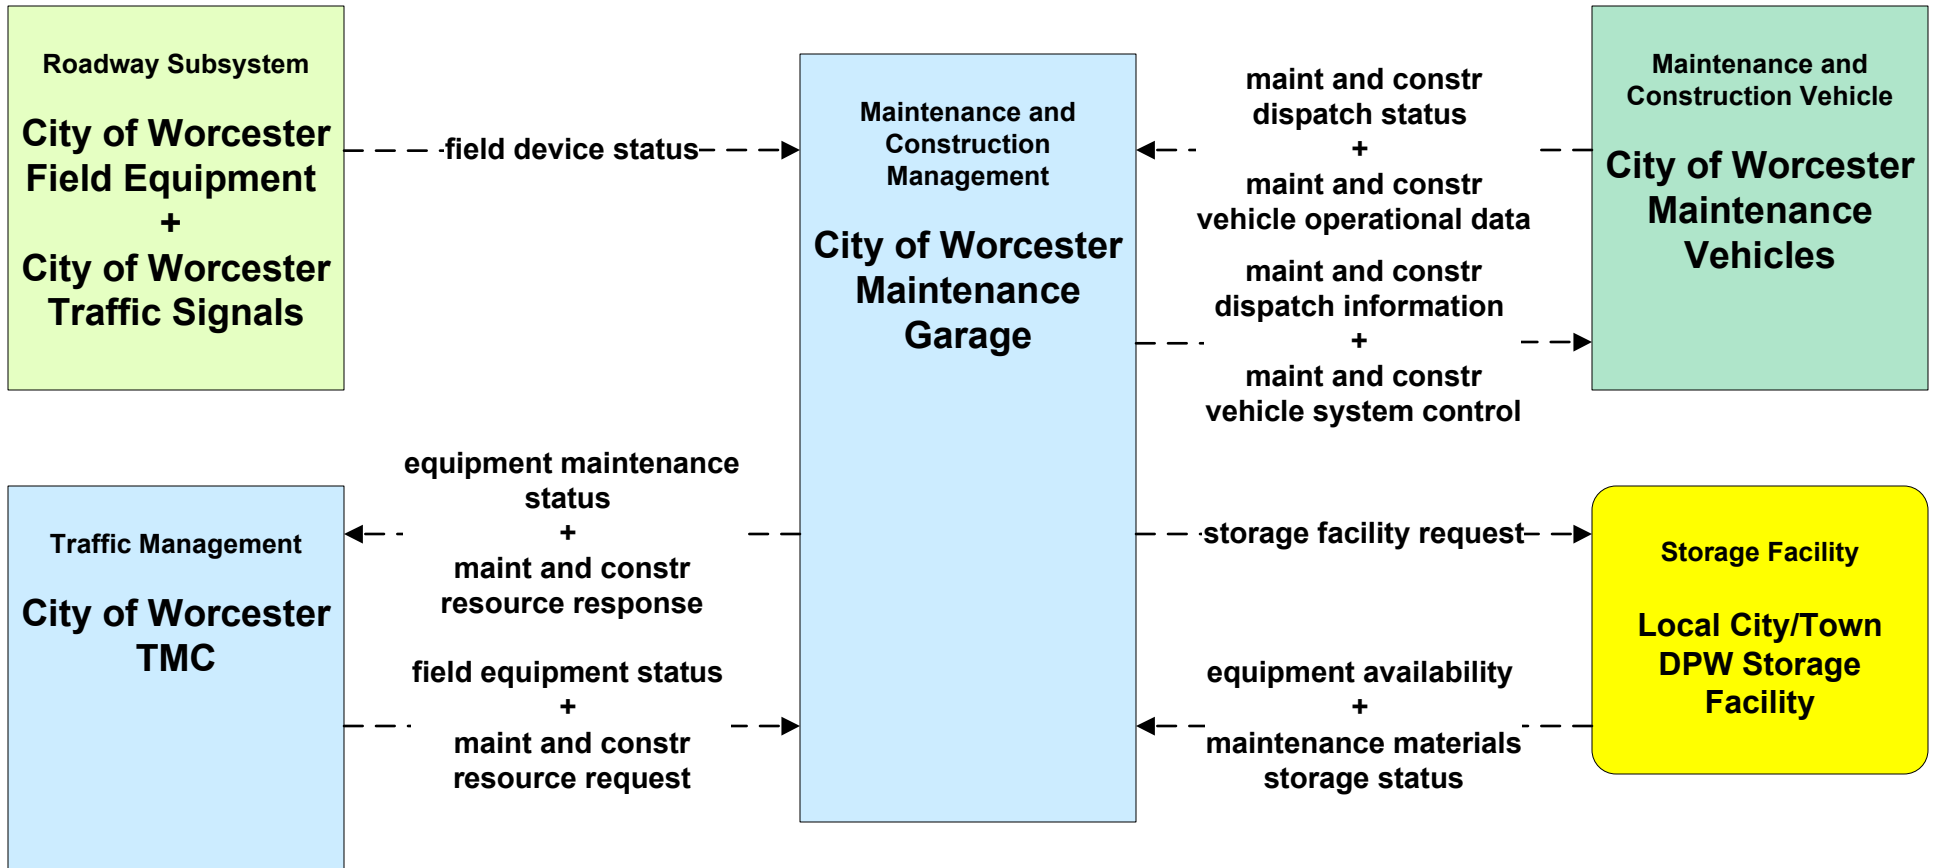 Roadway Subsystem
City of Worcester
Field Equipment
+
City of Worcester
Traffic Signals
field device status
Maintenance and
Construction
Management
City of Worcester
Maintenance
Garage
maint and constr
dispatch status
+
maint and constr
vehicle operational data
maint and constr
dispatch information
+
maint and constr
vehicle system control
Maintenance and
Construction Vehicle
City of Worcester
Maintenance
Vehicles
Traffic Management
City of Worcester
TMC
equipment maintenance
status
+
maint and constr
resource response
field equipment status
+
maint and constr
resource request
storage facility request
equipment availability
+
maintenance materials
storage status
Storage Facility
Local City/Town
DPW Storage
Facility